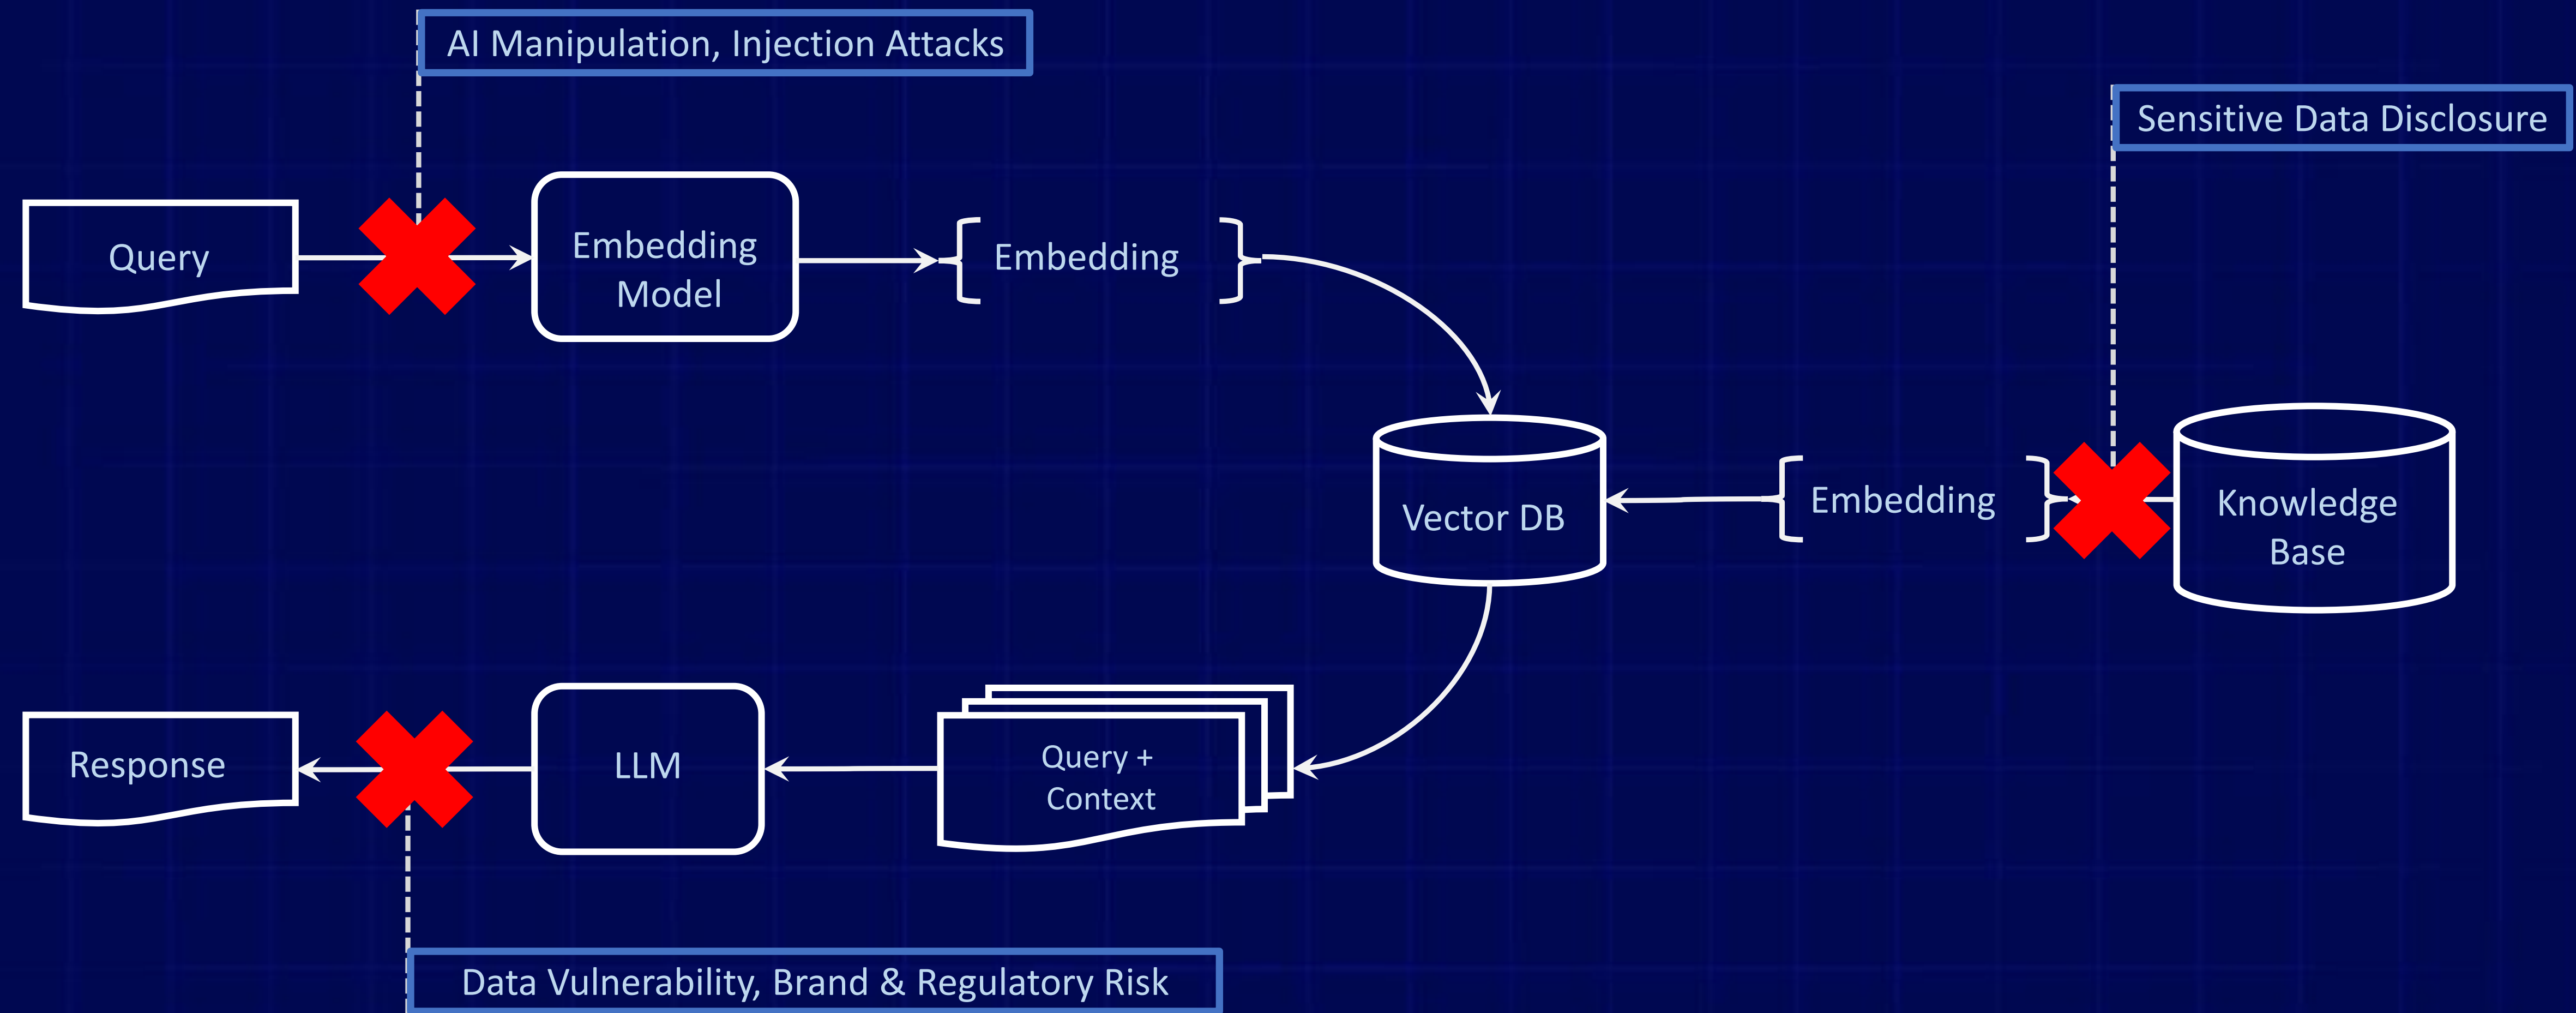 AI Manipulation, Injection Attacks
Sensitive Data Disclosure
Query
Embedding
Model
Embedding
Vector DB
Embedding
Knowledge
Base
Response
LLM
Query +
Context
Data Vulnerability, Brand & Regulatory Risk